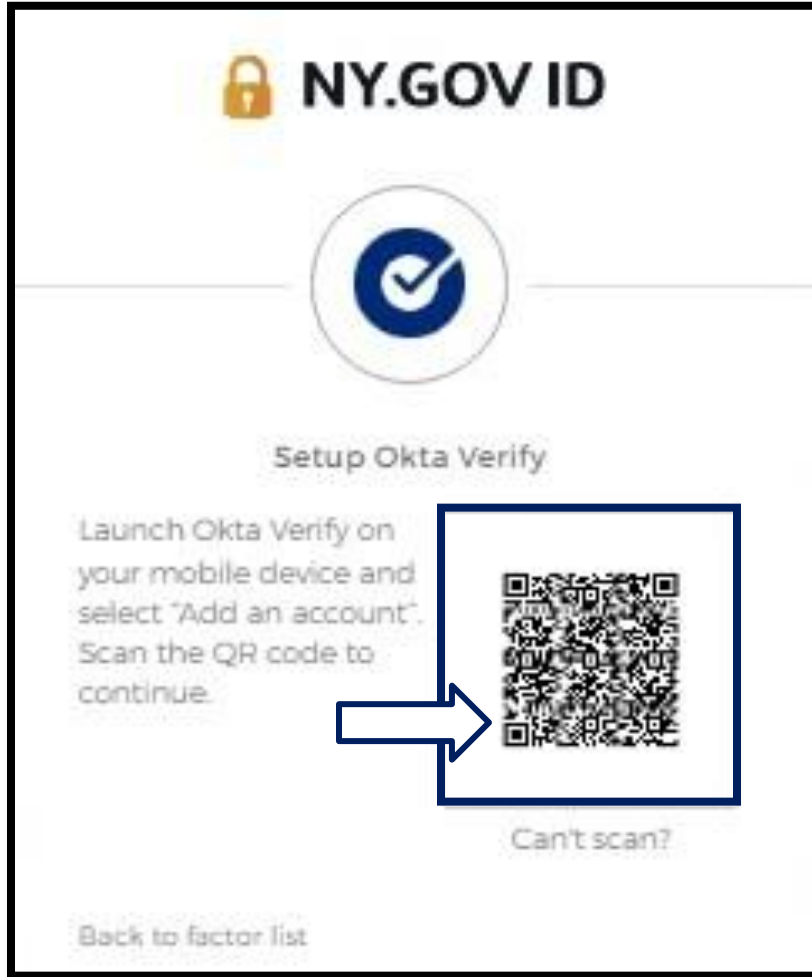 NY.GOV ID
Setup Okta Verify
Launch Okta Verify on
your mobile device and
select "Add an account".
Scan the QR code to
continue.
Can't scan?
Back to factor list